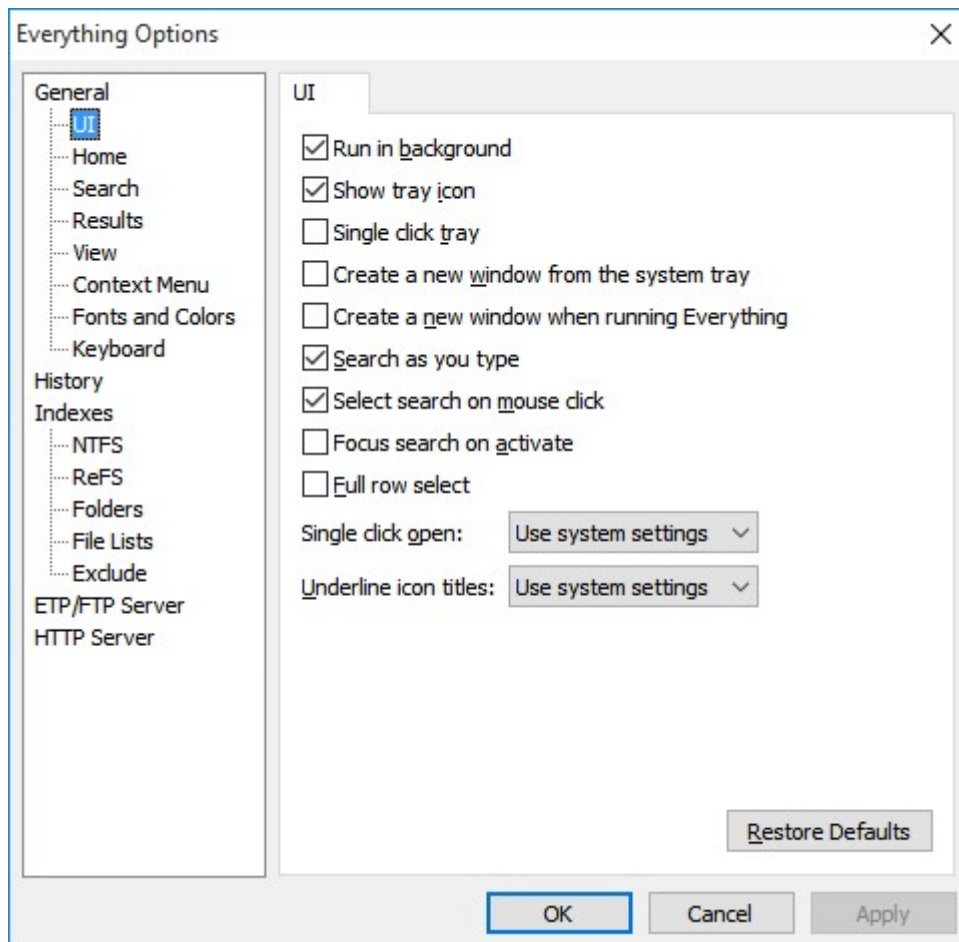 Everything Options
General
UI
Home
Search
Results
View
Context Menu
Fonts and Colors
Keyboard
History
Indexes
NTFS
ReFS
Folders
File Lists
Exclude
ETP/FTP Server
HTTP Server
UI
Run in background
Show tray icon
Single click tray
Create a new window from the system tray
Create a new window when running Everything
Search as you type
Select search on mouse click
Focus search on activate
Full row select
Single click open: Use system settings
Underline icon titles: Use system settings
Restore Defaults
OK Cancel Apply